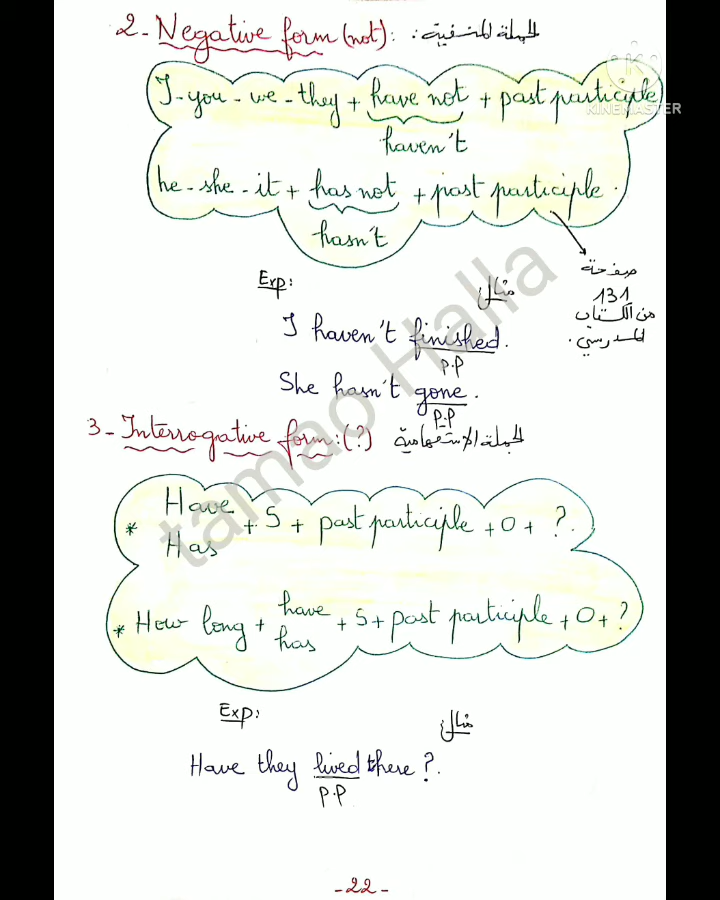 2- Negative form (not): الجملة المنفية:
I-you-we-they + have not + past participle
haven't
KINEMASTER
he-she-it + has not + past participle.
hasn't
صفحة
131
من الكتاب
المدرسي.
Exp: مثال
I haven't finished.
P.P
She hasn't gone.
P.P
3- Interrogative form:(?) الجملة الإستفهامية
* Have
Has
+ S + past participle + O + ?.
* How long + have
has
+ S + past participle + O + ?
Exp: مثال
Have they lived there?.
P.P
-22-
tamao Halla